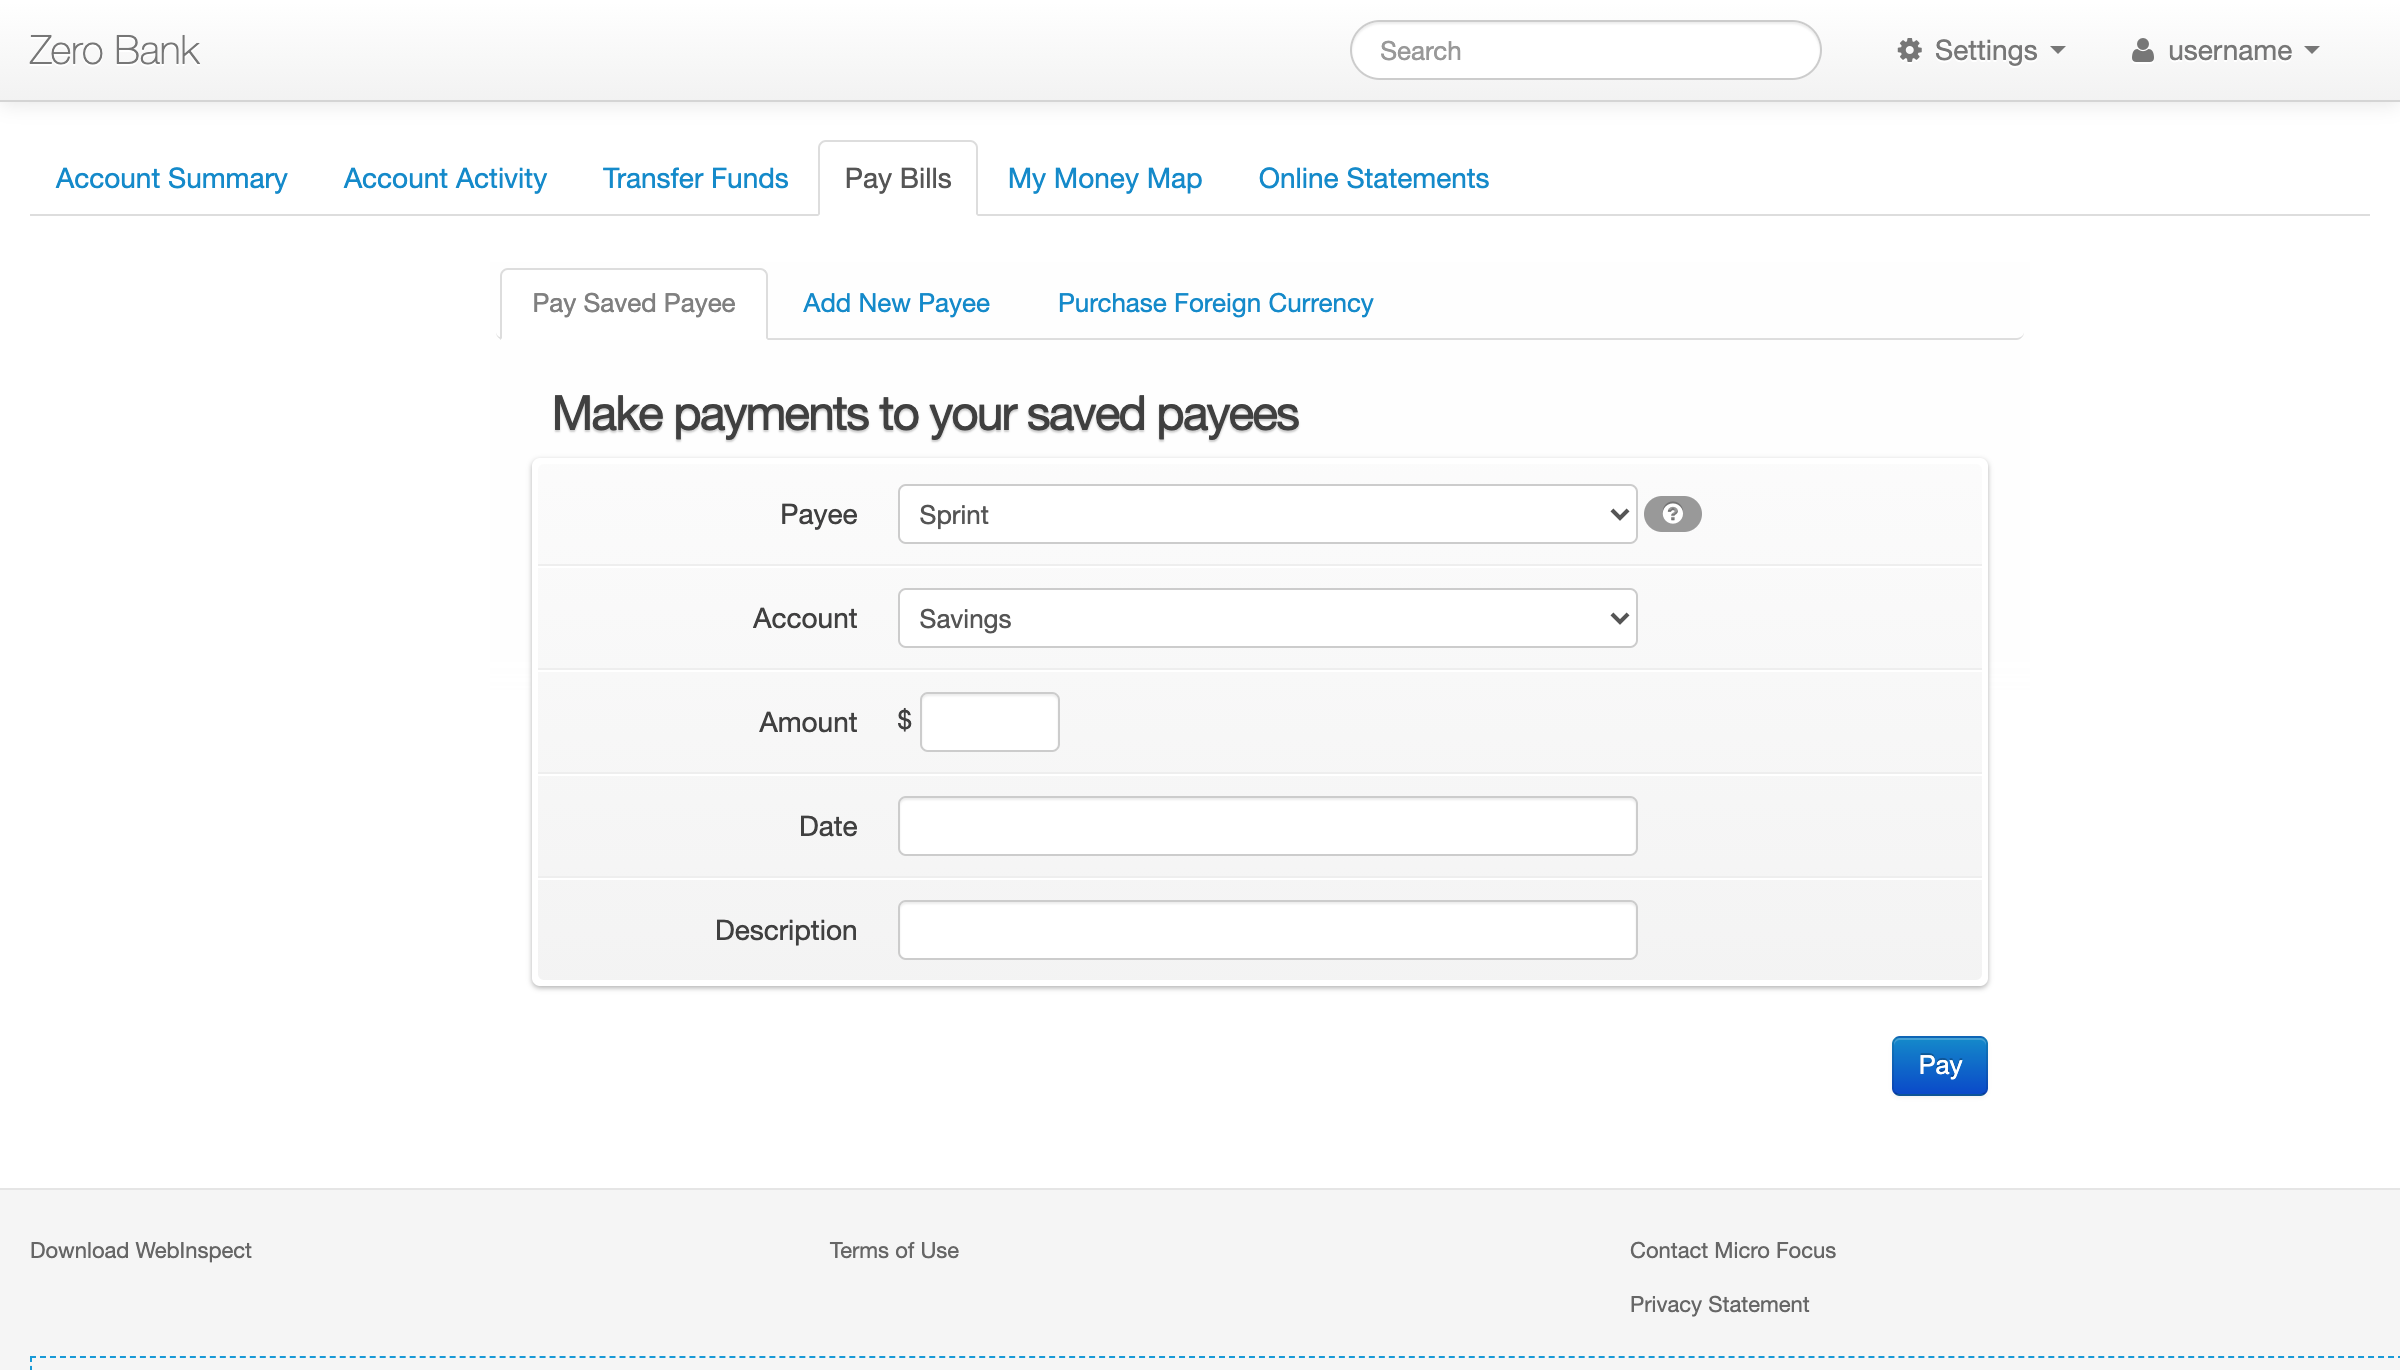 Zero Bank
Search
Settings
username
Account Summary
Account Activity
Transfer Funds
Pay Bills
My Money Map
Online Statements
Pay Saved Payee
Add New Payee
Purchase Foreign Currency
Make payments to your saved payees
Payee
Sprint
?
Account
Savings
Amount
$
Date
Description
Pay
Download WebInspect
Terms of Use
Contact Micro Focus
Privacy Statement